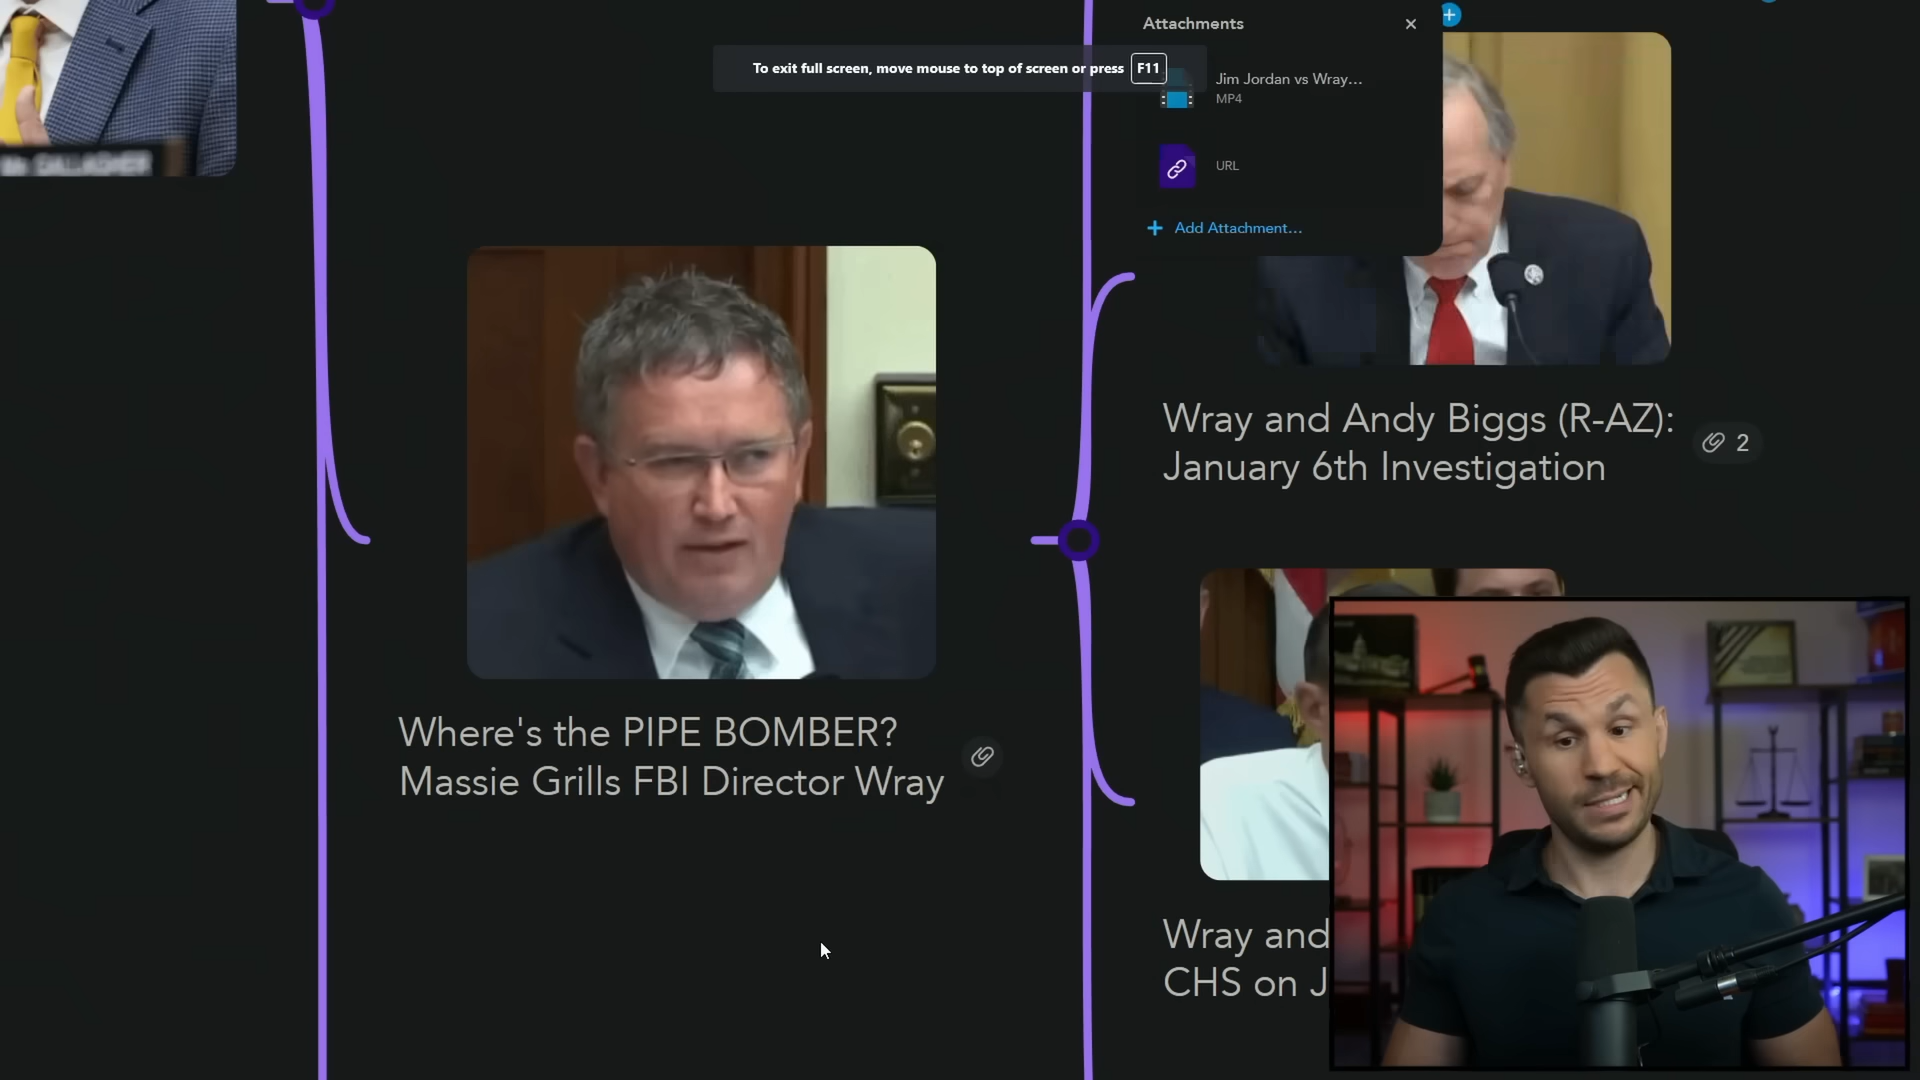 Attachments
To exit full screen, move mouse to top of screen or press F11
Jim Jordan vs Wray...
MP4
URL
Add Attachment...
Mr. GALLAGHER
Wray and Andy Biggs (R-AZ):
January 6th Investigation
2
Where's the PIPE BOMBER?
Massie Grills FBI Director Wray
Wray and
CHS on J